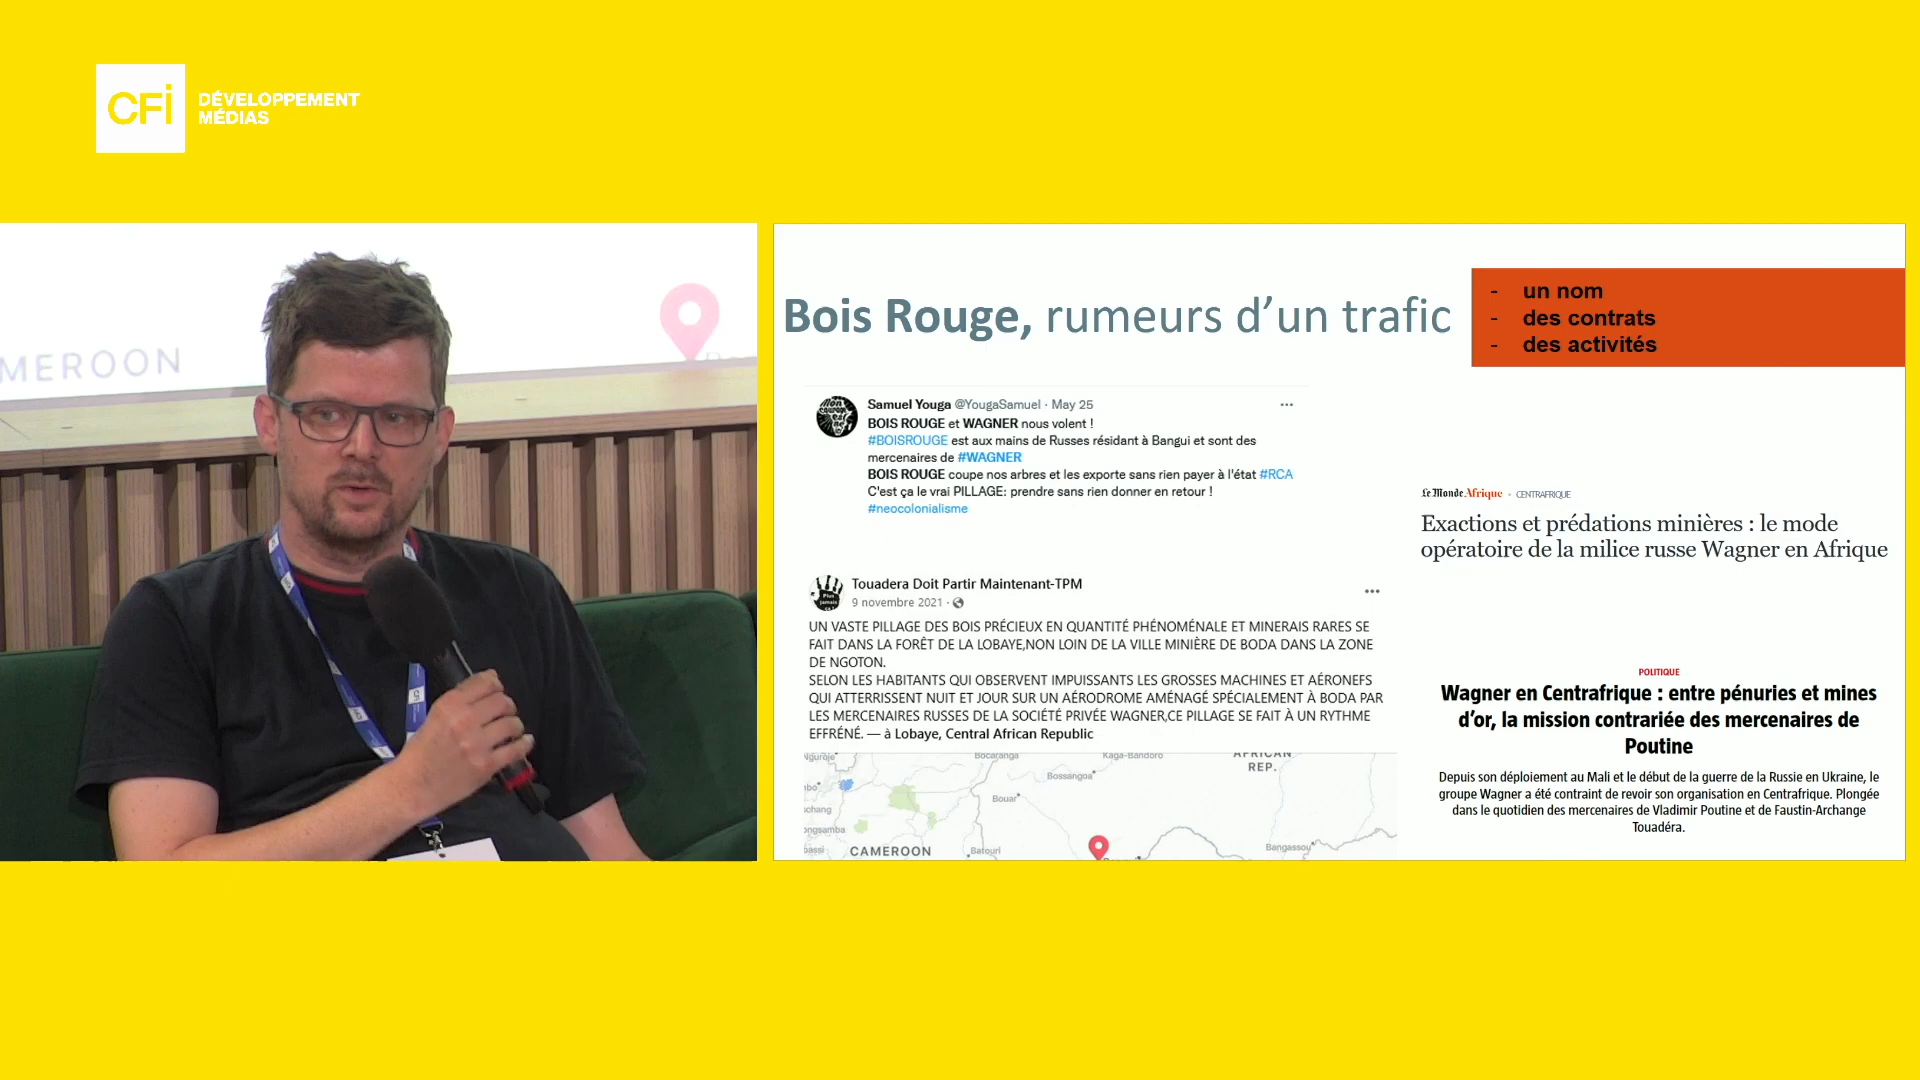 CFI
DÉVELOPPEMENT
MÉDIAS
MEROON
Bois Rouge, rumeurs d’un trafic
- un nom
- des contrats
- des activités
Samuel Youga @YougaSamuel · May 25
BOIS ROUGE et WAGNER nous volent !
#BOISROUGE est aux mains de Russes résidant à Bangui et sont des
mercenaires de #WAGNER
BOIS ROUGE coupe nos arbres et les exporte sans rien payer à l'état #RCA
C'est ça le vrai PILLAGE: prendre sans rien donner en retour !
#neocolonialisme
Touadera Doit Partir Maintenant-TPM
9 novembre 2021 ·
UN VASTE PILLAGE DES BOIS PRÉCIEUX EN QUANTITÉ PHÉNOMÉNALE ET MINERAIS RARES SE
FAIT DANS LA FORÊT DE LA LOBAYE,NON LOIN DE LA VILLE MINIÈRE DE BODA DANS LA ZONE
DE NGOTON.
SELON LES HABITANTS QUI OBSERVENT IMPUISSANTS LES GROSSES MACHINES ET AÉRONEFS
QUI ATTERRISSENT NUIT ET JOUR SUR UN AÉRODROME AMÉNAGÉ SPÉCIALEMENT À BODA PAR
LES MERCENAIRES RUSSES DE LA SOCIÉTÉ PRIVÉE WAGNER,CE PILLAGE SE FAIT À UN RYTHME
EFFRÉNÉ. — à Lobaye, Central African Republic
Bocaranga
Kaga-Bandoro
AFRICAN
REP.
Bossangoa
Bouar
CAMEROON
Batouri
Bangassou
Le Monde Afrique · CENTRAFRIQUE
Exactions et prédations minières : le mode
opératoire de la milice russe Wagner en Afrique
POLITIQUE
Wagner en Centrafrique : entre pénuries et mines
d’or, la mission contrariée des mercenaires de
Poutine
Depuis son déploiement au Mali et le début de la guerre de la Russie en Ukraine, le
groupe Wagner a été contraint de revoir son organisation en Centrafrique. Plongée
dans le quotidien des mercenaires de Vladimir Poutine et de Faustin-Archange
Touadéra.